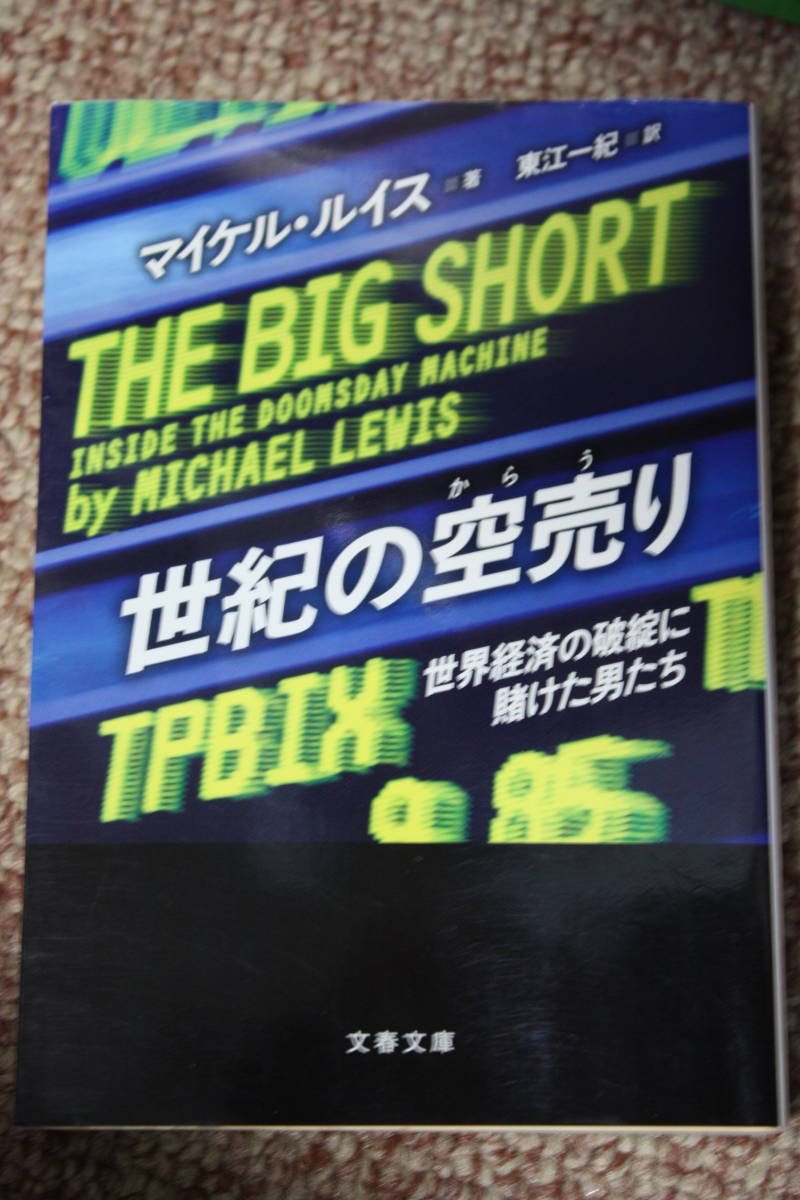 マイケル・ルイス 著 東江一紀 訳
THE BIG SHORT
INSIDE THE DOOMSDAY MACHINE
by MICHAEL LEWIS
からう
世紀の空売り
世界経済の破綻に
賭けた男たち
TPBIX
9.85
文春文庫